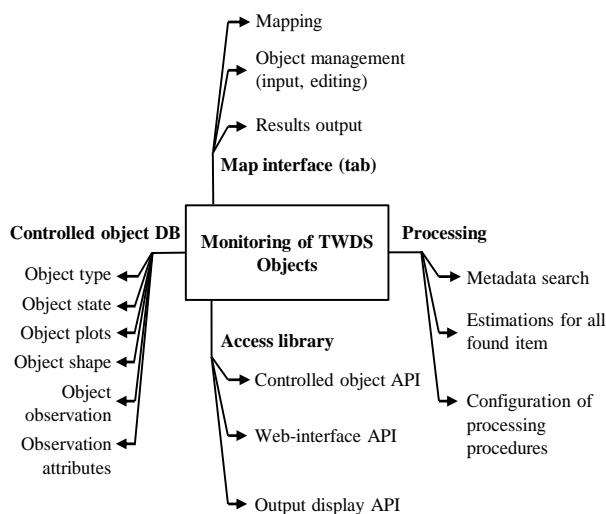 Mapping
Object management
(input, editing)
Results output
Map interface (tab)
Controlled object DB
Object type
Object state
Object plots
Object shape
Object
observation
Observation
attributes
Monitoring of TWDS
Objects
Processing
Metadata search
Estimations for all
found item
Configuration of
processing
procedures
Access library
Controlled object API
Web-interface API
Output display API